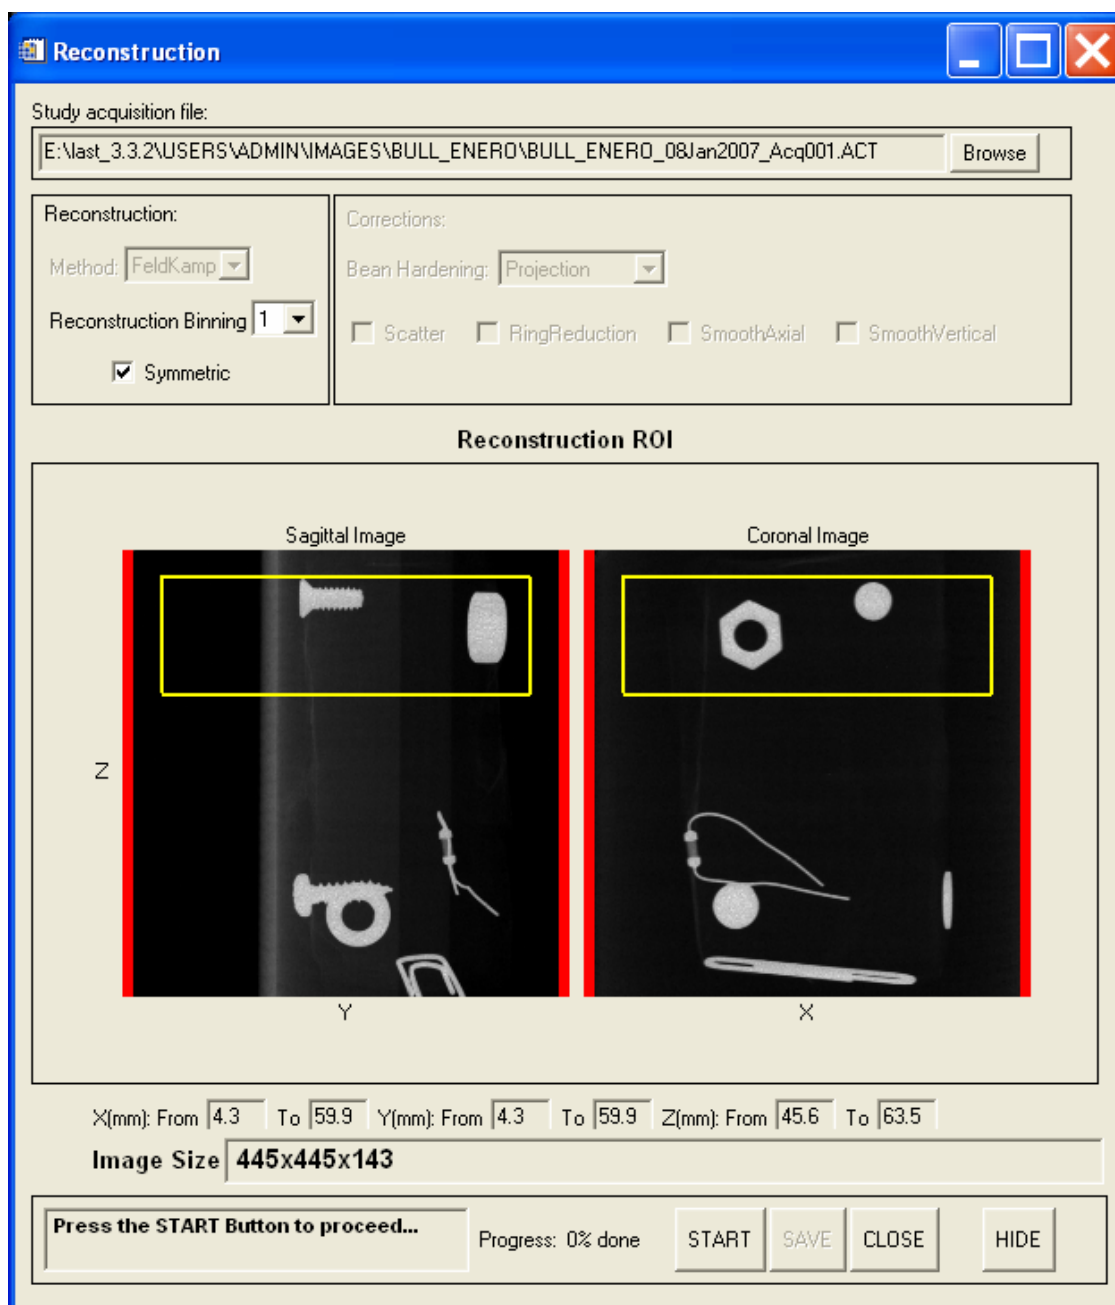 Reconstruction
Study acquisition file:
E:\last_3.3.2\USERS\ADMIN\IMAGES\BULL_ENERO\BULL_ENERO_08Jan2007_Acq001.ACT Browse
Reconstruction:
Method: FeldKamp
Reconstruction Binning 1
Symmetric
Corrections:
Bean Hardening: Projection
Scatter RingReduction SmoothAxial SmoothVertical
Reconstruction ROI
Sagittal Image Coronal Image
Z
Y X
X(mm): From 4.3 To 59.9 Y(mm): From 4.3 To 59.9 Z(mm): From 45.6 To 63.5
Image Size 445x445x143
Press the START Button to proceed... Progress: 0% done START SAVE CLOSE HIDE